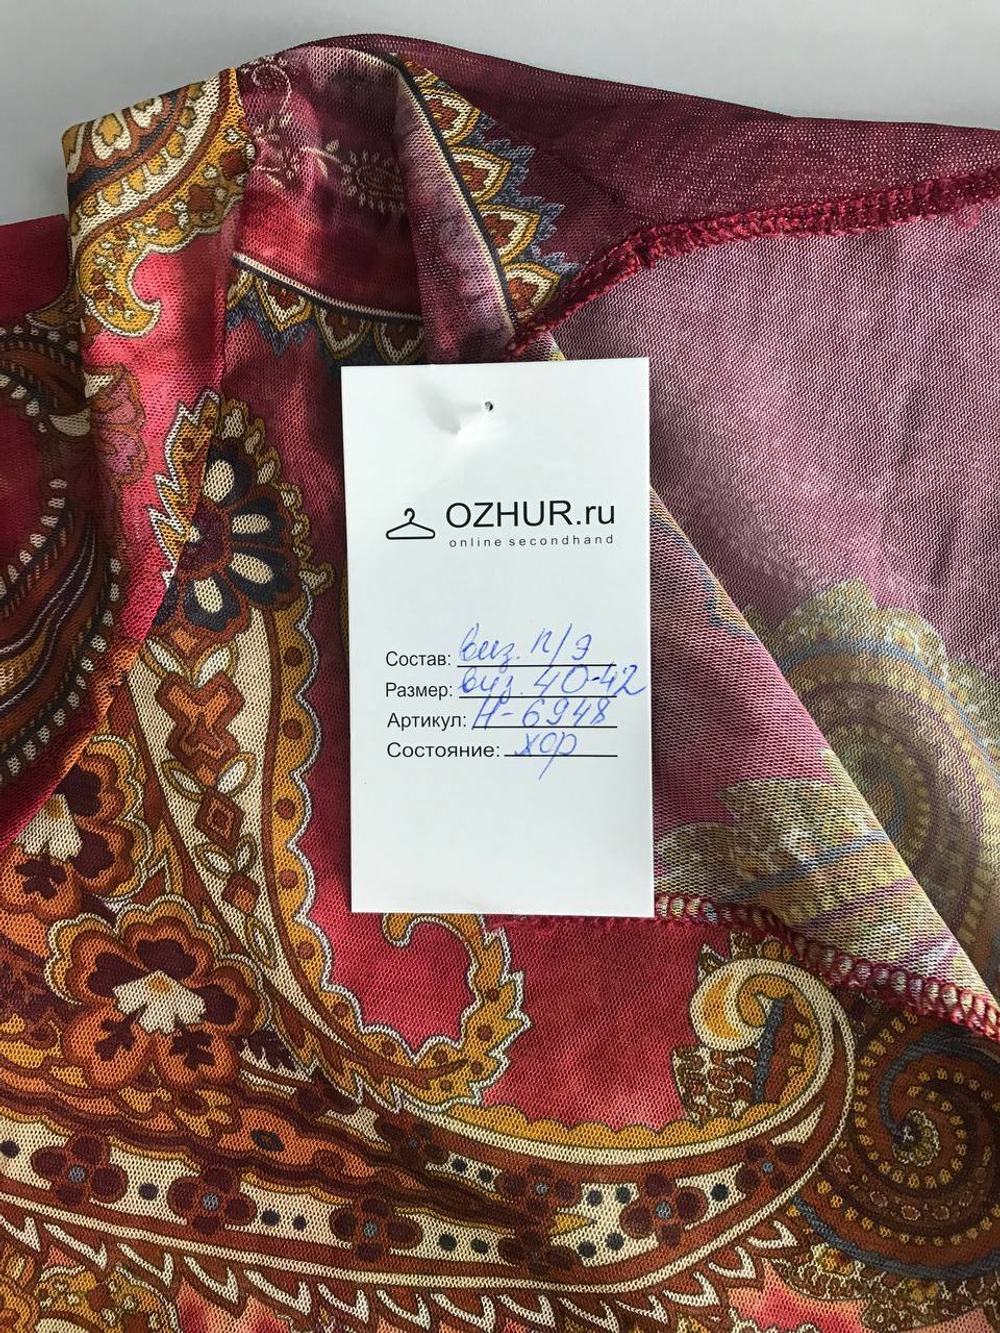 OZHUR.ru
online secondhand
Состав: виз. п/э
Размер: виз. 40-42
Артикул: Н-6948
Состояние: хор